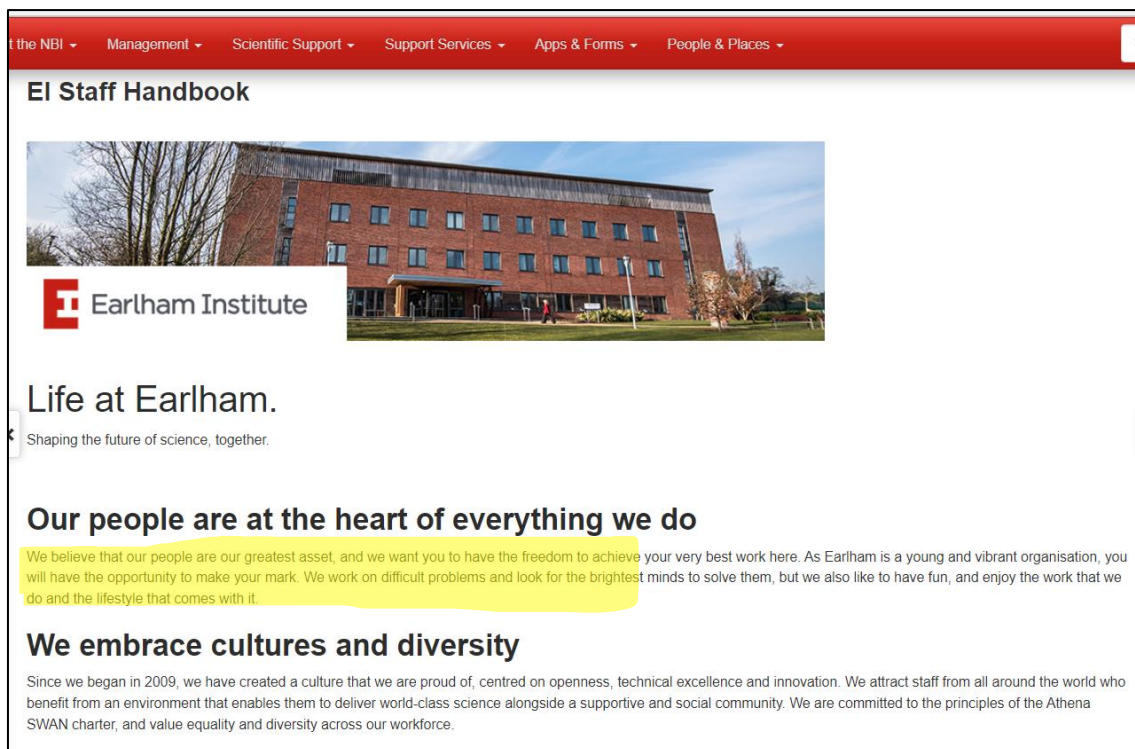 t the NBI Management Scientific Support Support Services Apps & Forms People & Places
EI Staff Handbook
Earlham Institute
Life at Earlham.
Shaping the future of science, together.
Our people are at the heart of everything we do
We believe that our people are our greatest asset, and we want you to have the freedom to achieve your very best work here. As Earlham is a young and vibrant organisation, you
will have the opportunity to make your mark. We work on difficult problems and look for the brightest minds to solve them, but we also like to have fun, and enjoy the work that we
do and the lifestyle that comes with it.
We embrace cultures and diversity
Since we began in 2009, we have created a culture that we are proud of, centred on openness, technical excellence and innovation. We attract staff from all around the world who
benefit from an environment that enables them to deliver world-class science alongside a supportive and social community. We are committed to the principles of the Athena
SWAN charter, and value equality and diversity across our workforce.